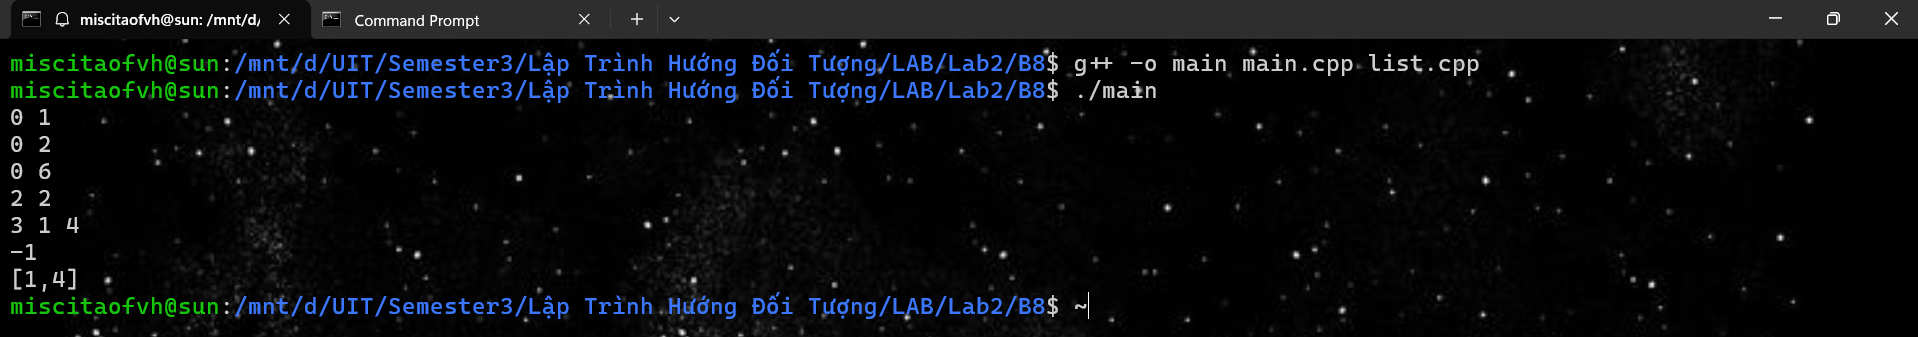 miscitaofvh@sun: /mnt/d/
Command Prompt
miscitaofvh@sun:/mnt/d/UIT/Semester3/Lập Trình Hướng Đối Tượng/LAB/Lab2/B8$ g++ -o main main.cpp list.cpp
miscitaofvh@sun:/mnt/d/UIT/Semester3/Lập Trình Hướng Đối Tượng/LAB/Lab2/B8$ ./main
0 1
0 2
0 6
2 2
3 1 4
-1
[1,4]
miscitaofvh@sun:/mnt/d/UIT/Semester3/Lập Trình Hướng Đối Tượng/LAB/Lab2/B8$ ~